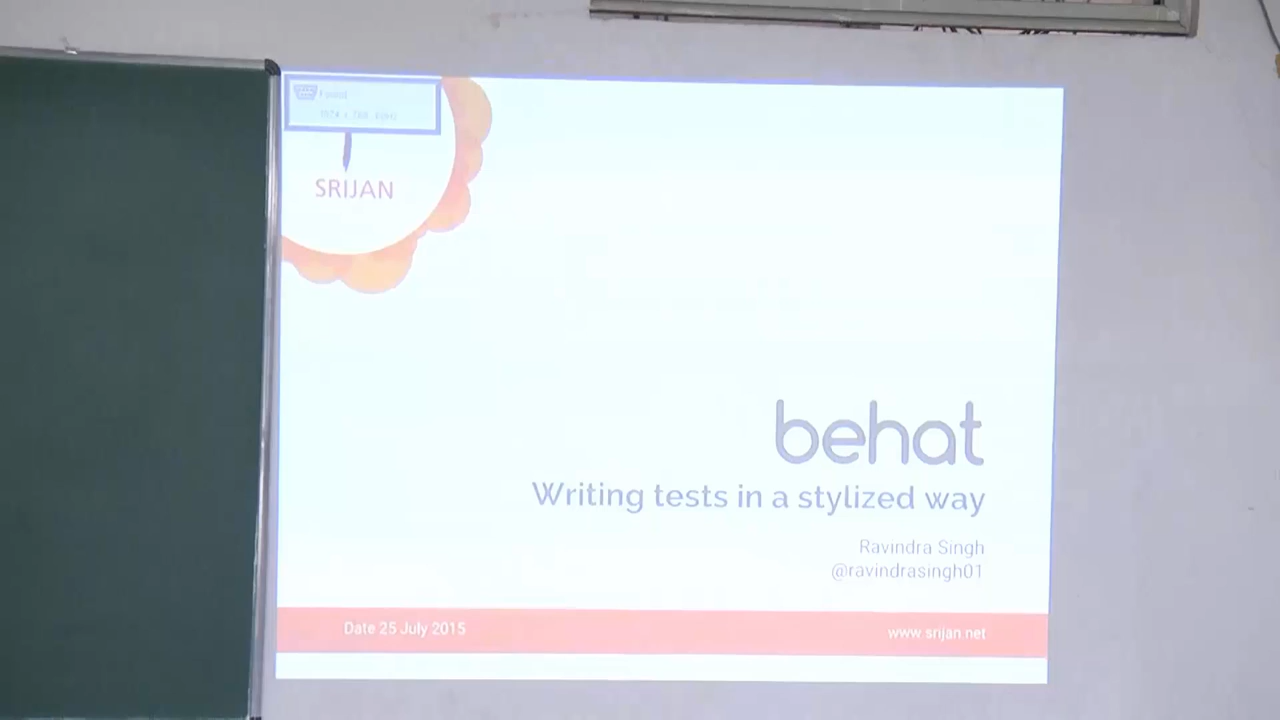 SRIJAN
behat
Writing tests in a stylized way
Ravindra Singh
@ravindrasingh01
Date 25 July 2015
www.srijan.net